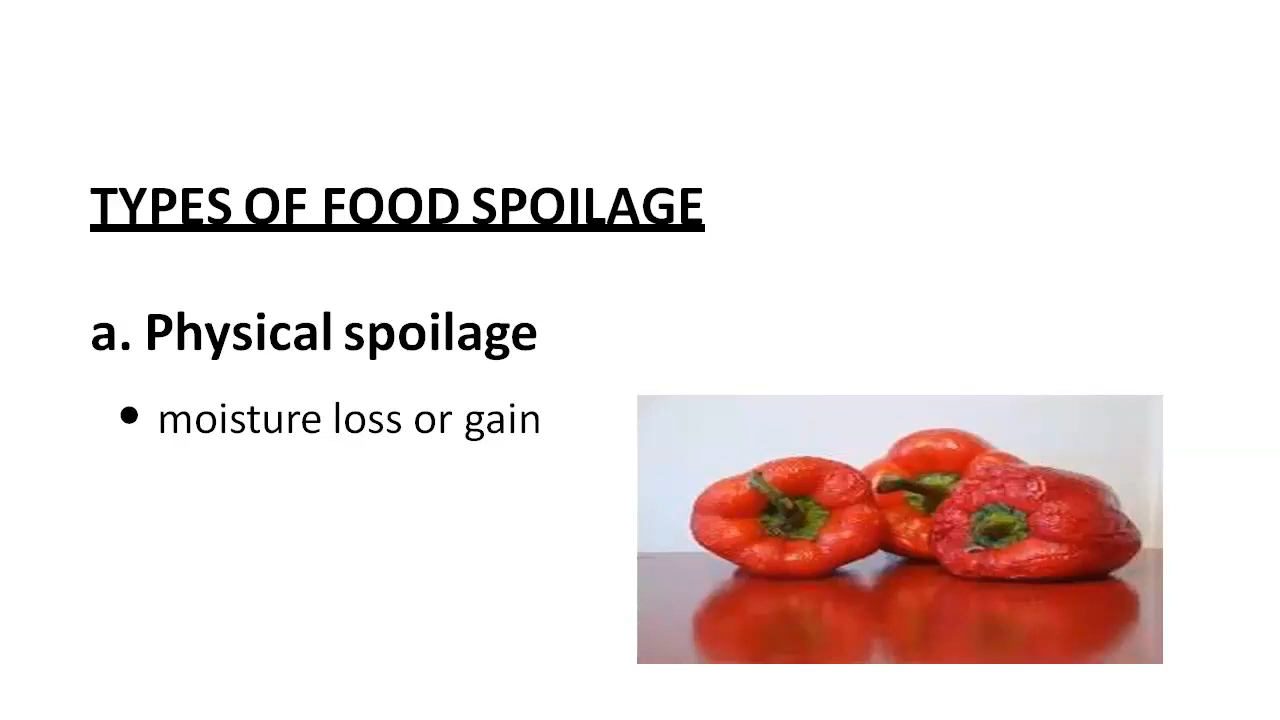 TYPES OF FOOD SPOILAGE
a. Physical spoilage
• moisture loss or gain